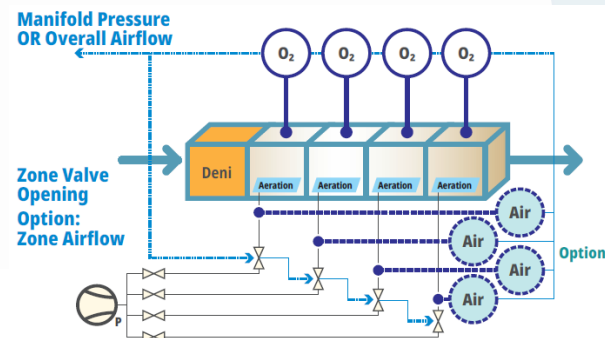 Manifold Pressure
OR Overall Airflow
O₂ O₂ O₂ O₂
Deni
Aeration Aeration Aeration Aeration
Zone Valve
Opening
Option:
Zone Airflow
Air
Air
Option
Air
Air
P